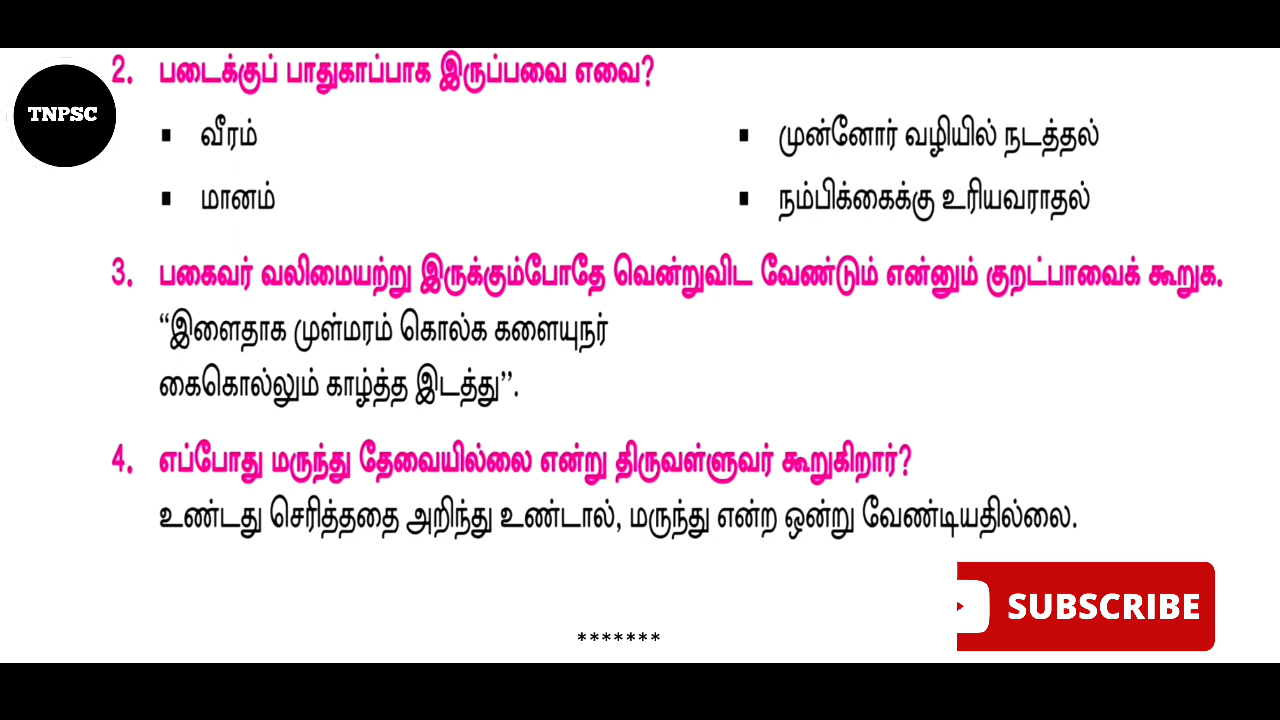 2. படைக்குப் பாதுகாப்பாக இருப்பவை எவை?
TNPSC
▪ வீரம் ▪ முன்னோர் வழியில் நடத்தல்
▪ மானம் ▪ நம்பிக்கைக்கு உரியவராதல்
3. பகைவர் வலிமையற்று இருக்கும்போதே வென்றுவிட வேண்டும் என்னும் குறட்பாவைக் கூறுக.
“இளைதாக முள்மரம் கொல்க களையுநர்
கைகொல்லும் காழ்த்த இடத்து”.
4. எப்போது மருந்து தேவையில்லை என்று திருவள்ளுவர் கூறுகிறார்?
உண்டது செரித்ததை அறிந்து உண்டால், மருந்து என்ற ஒன்று வேண்டியதில்லை.
SUBSCRIBE
*******